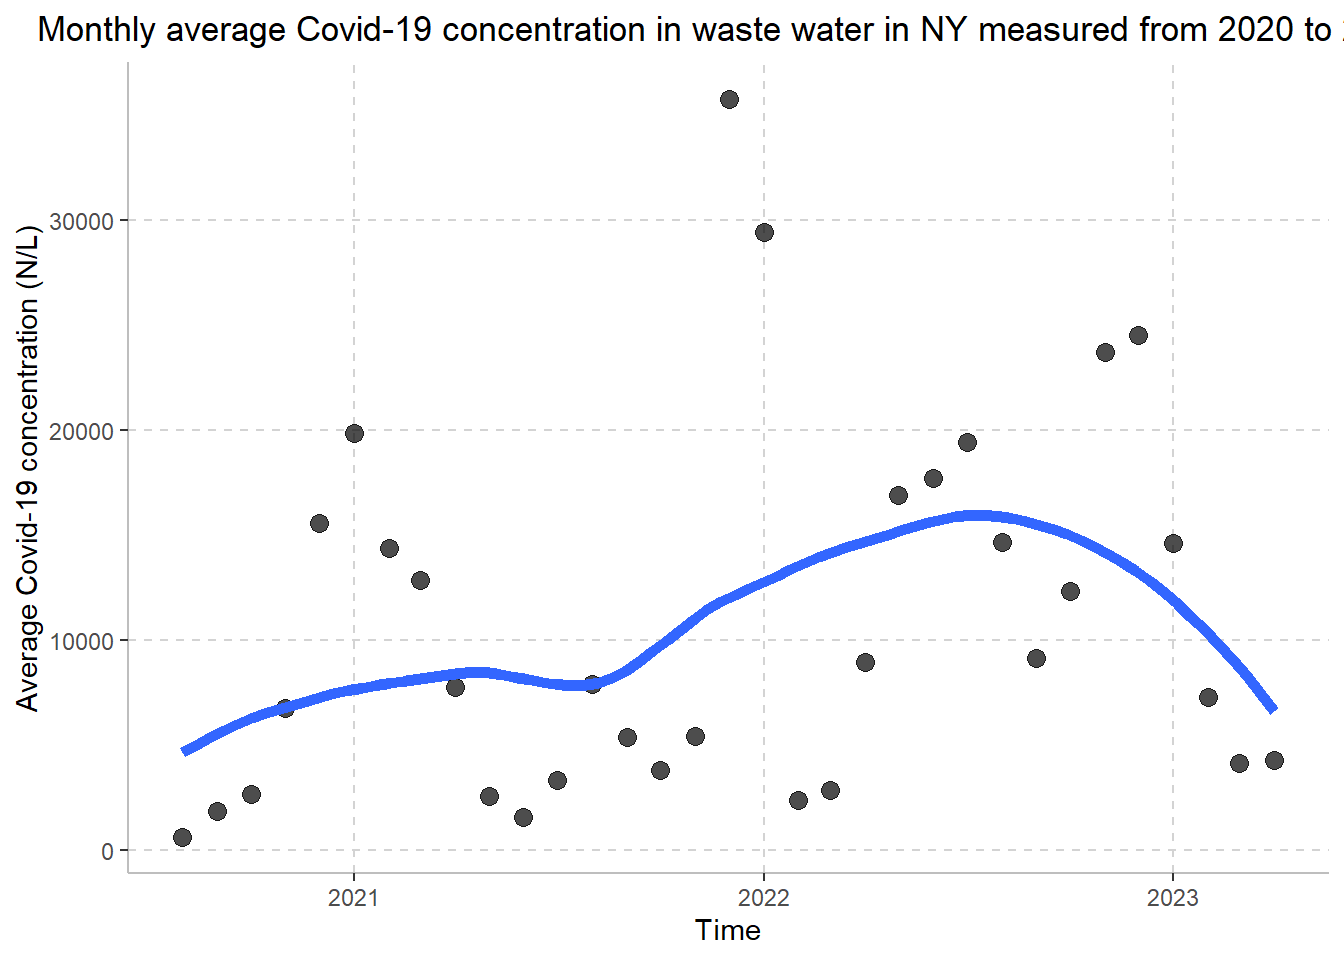 Monthly average Covid-19 concentration in waste water in NY measured from 2020 to
Average Covid-19 concentration (N/L)
30000
20000
10000
0
2021 2022 2023
Time